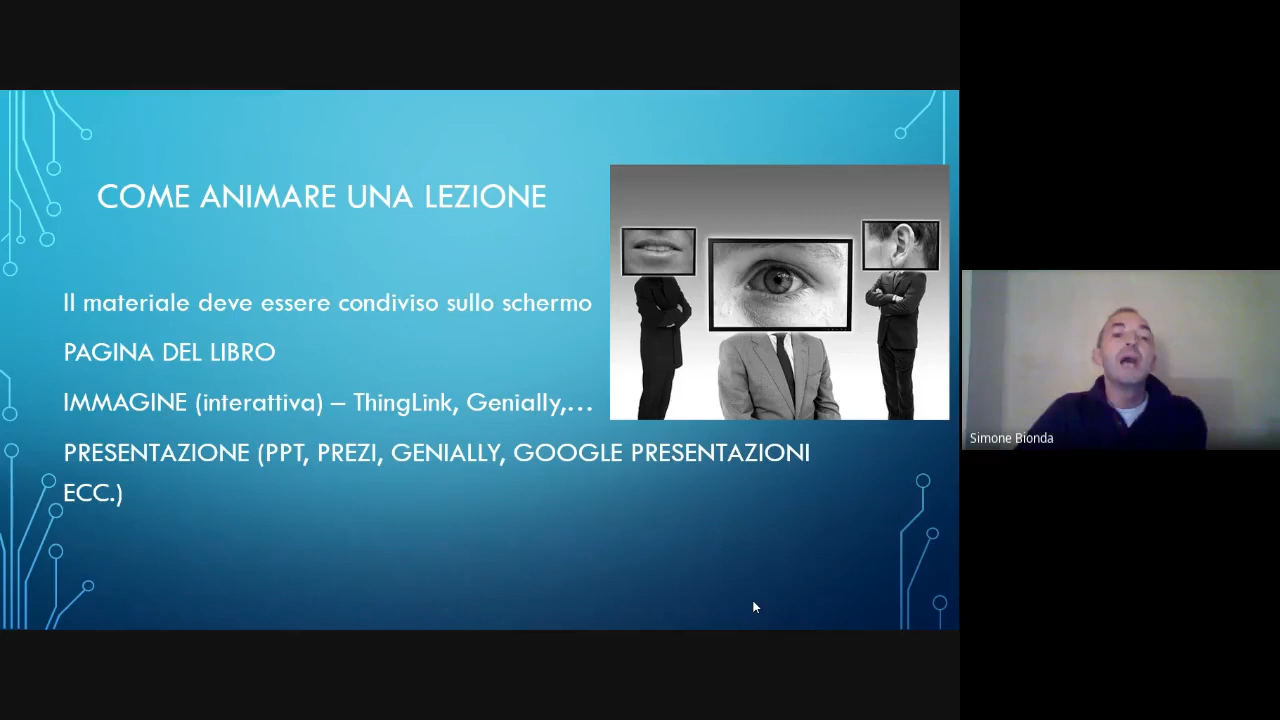 COME ANIMARE UNA LEZIONE
Il materiale deve essere condiviso sullo schermo
PAGINA DEL LIBRO
IMMAGINE (interattiva) – ThingLink, Genially,…
PRESENTAZIONE (PPT, PREZI, GENIALLY, GOOGLE PRESENTAZIONI
ECC.)
Simone Bionda